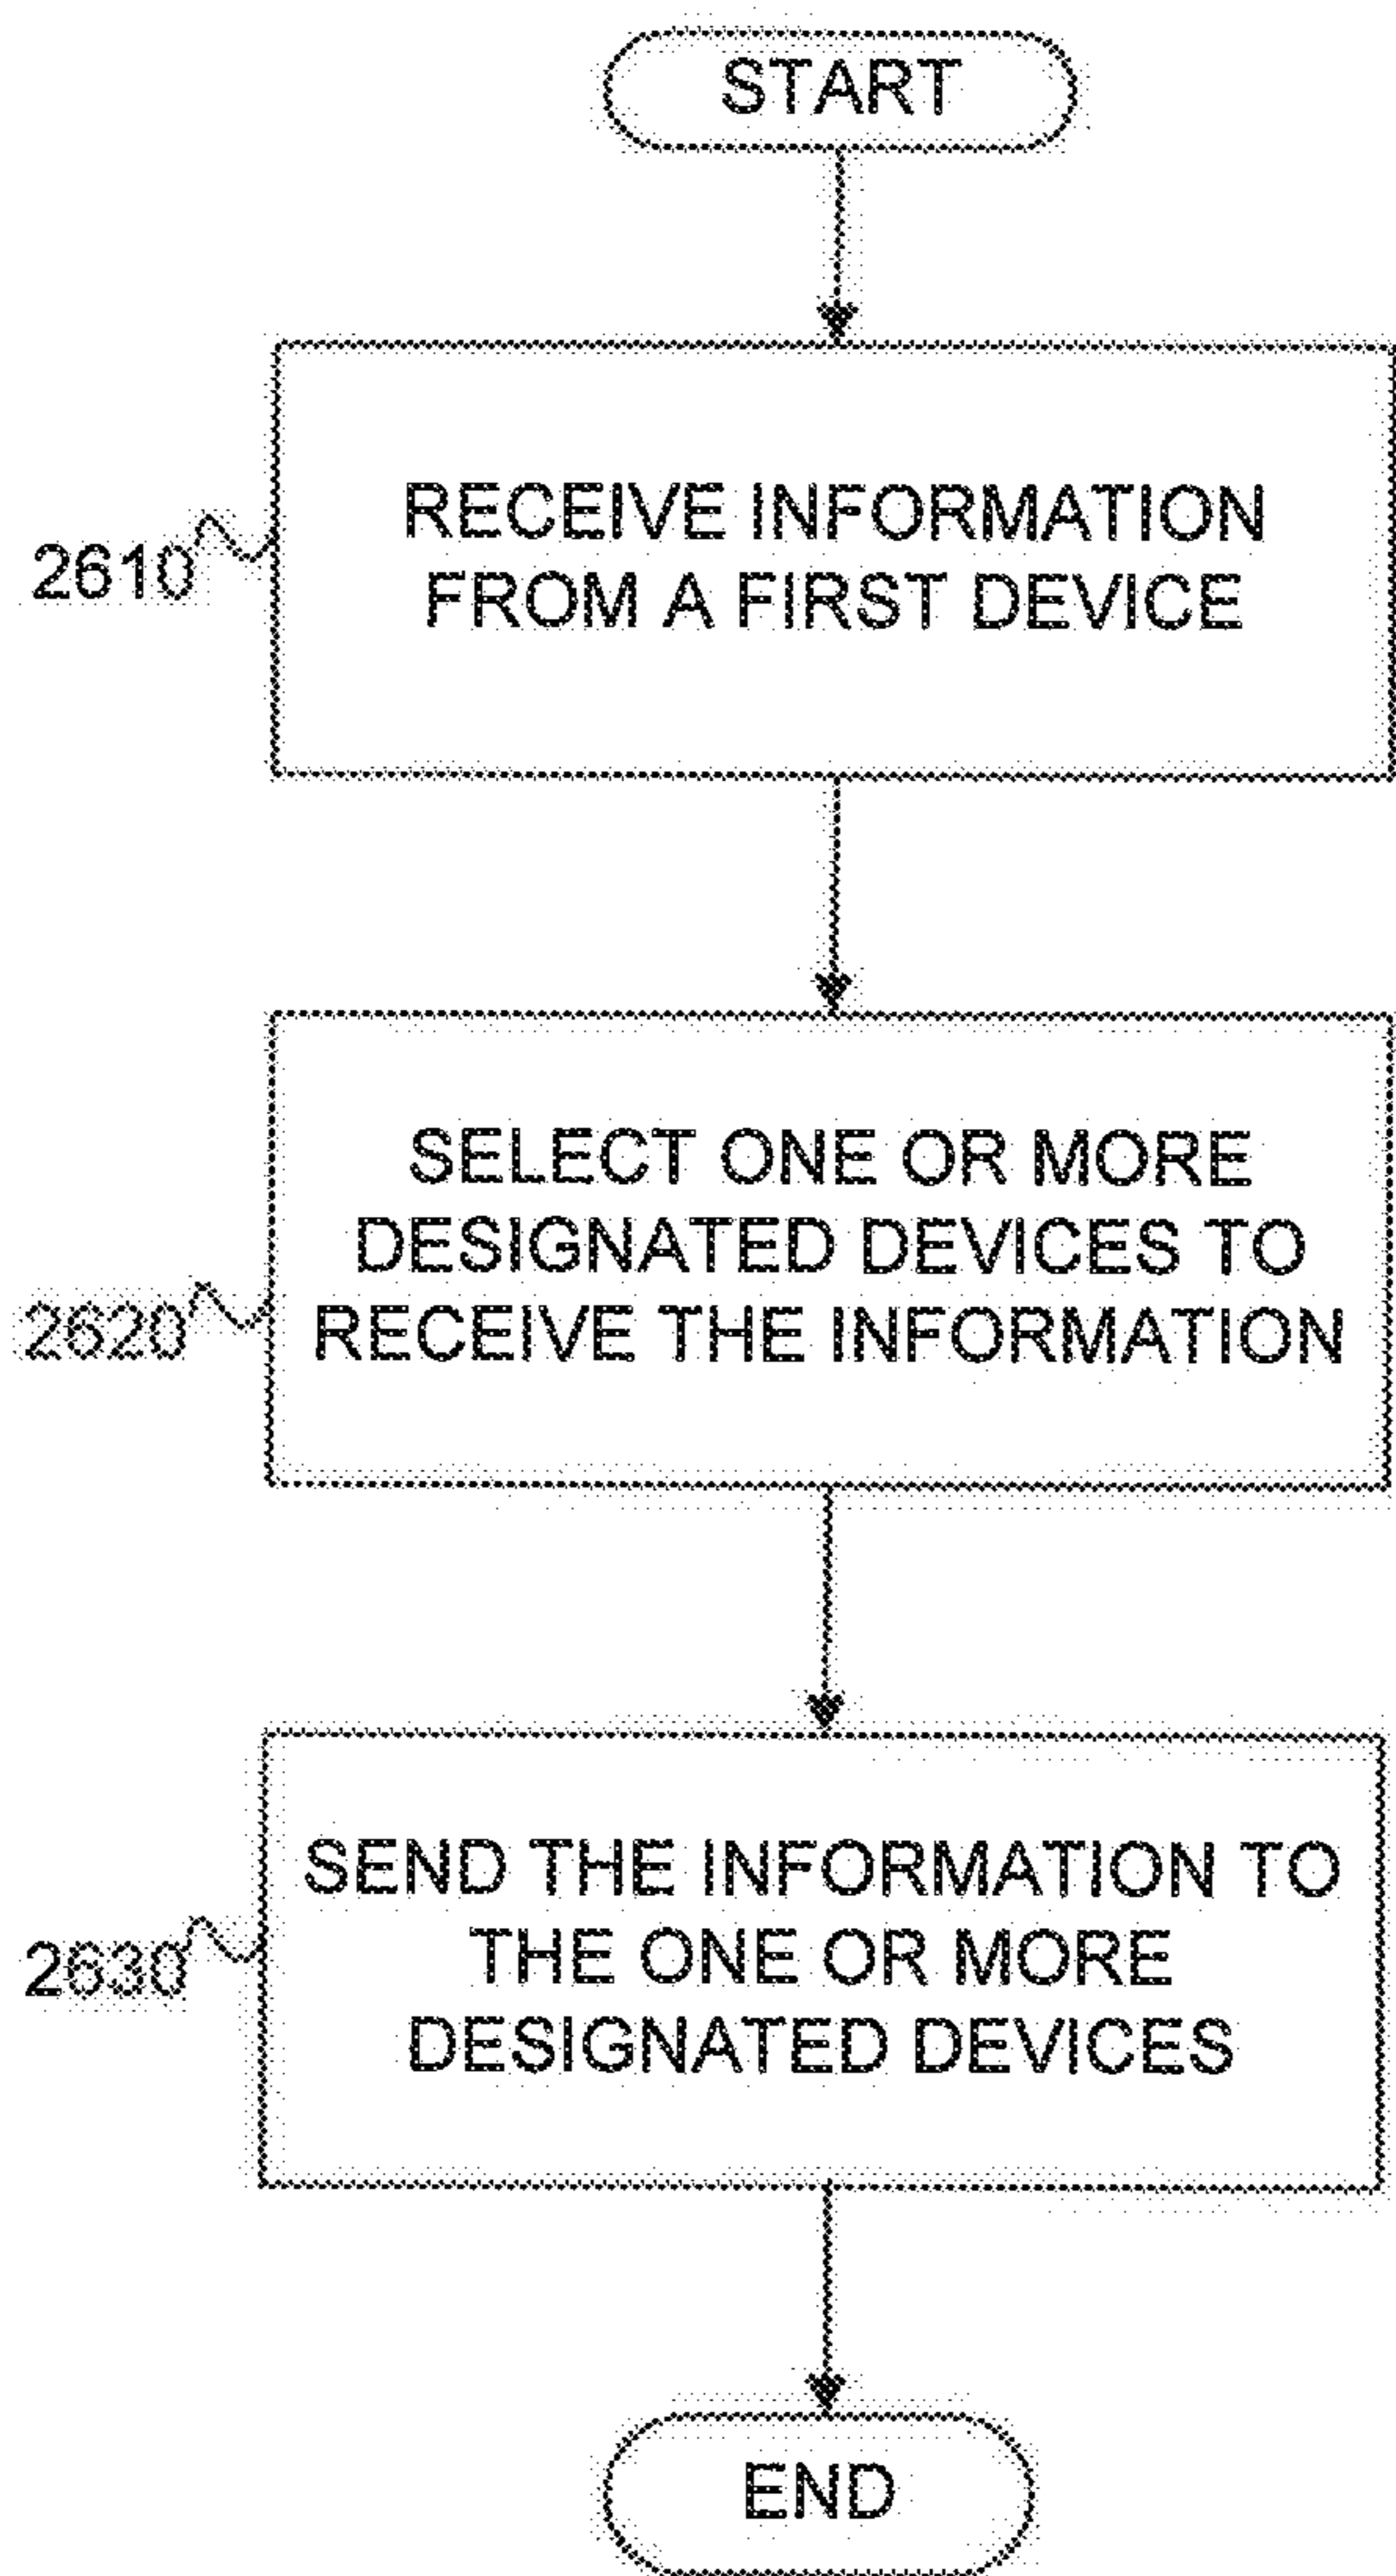 START
RECEIVE INFORMATION
FROM A FIRST DEVICE
2610
SELECT ONE OR MORE
DESIGNATED DEVICES TO
RECEIVE THE INFORMATION
2620
SEND THE INFORMATION TO
THE ONE OR MORE
DESIGNATED DEVICES
2630
END